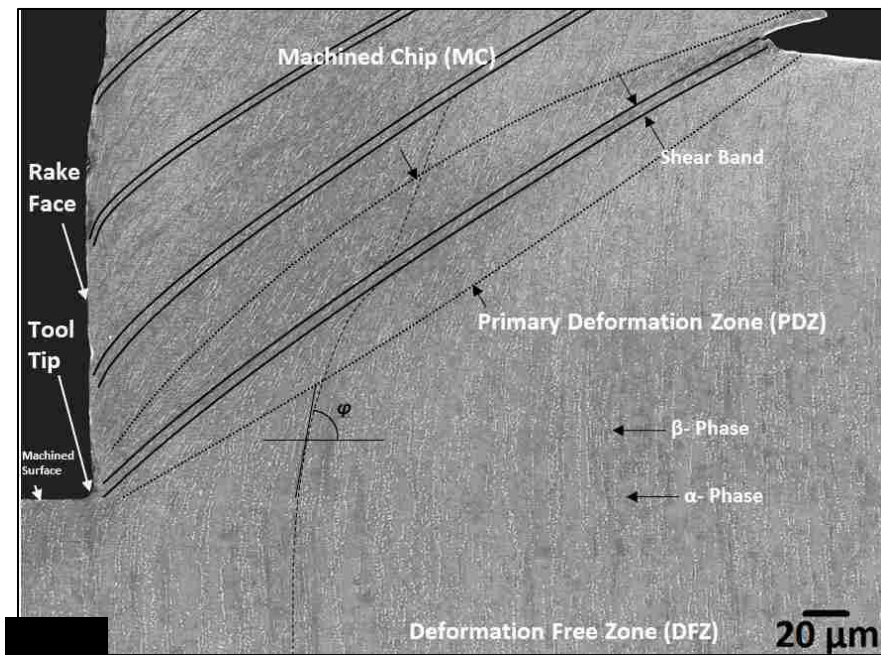 Machined Chip (MC)
Shear Band
Rake
Face
Primary Deformation Zone (PDZ)
Tool
Tip
φ
β- Phase
Machined
Surface
α- Phase
Deformation Free Zone (DFZ)
20 μm